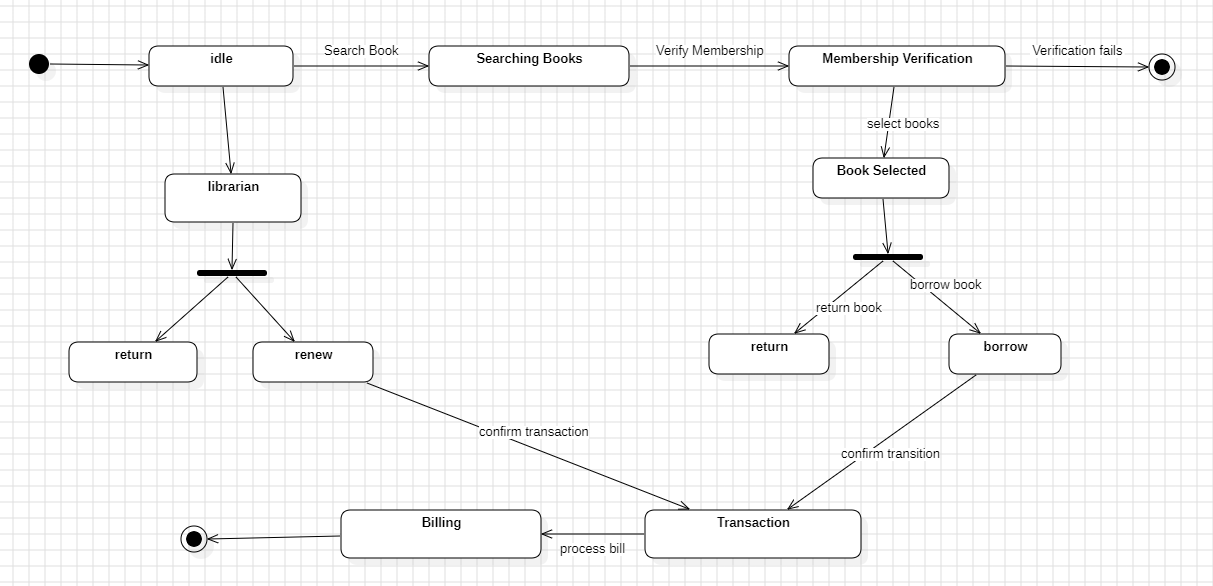 Search Book
Verify Membership
Verification fails
idle
Searching Books
Membership Verification
select books
Book Selected
librarian
borrow book
return book
return
renew
return
borrow
confirm transaction
confirm transition
Billing
Transaction
process bill